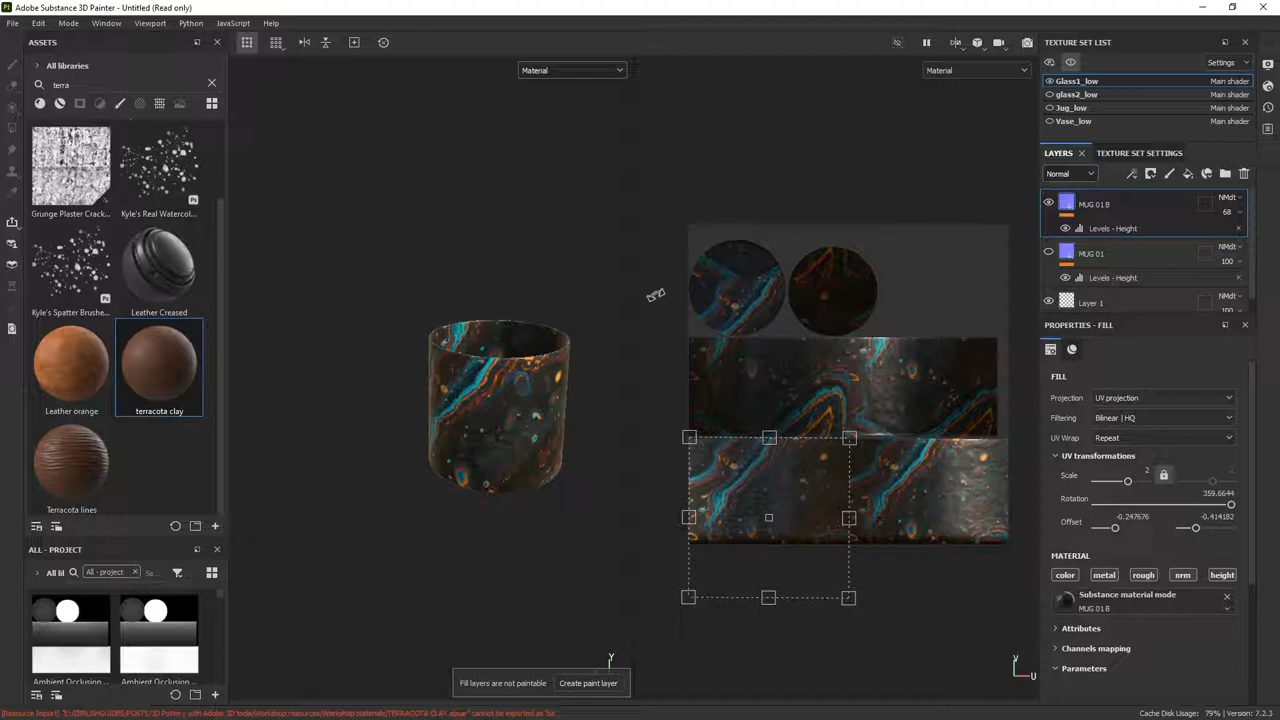 Adobe Substance 3D Painter - Untitled (Read only)
File Edit Mode Window Viewport Python JavaScript Help
ASSETS
All libraries
terra
Grunge Plaster Crack...
Kyle's Real Watercol...
Kyle's Spatter Brushe...
Leather Creased
Leather orange
terracota clay
Terracota lines
ALL - PROJECT
All lil
All - project
Se...
Ambient Occlusion ...
Ambient Occlusion ...
Material
Material
Y
V
U
Fill layers are not paintable
Create paint layer
TEXTURE SET LIST
Settings
Glass1_low Main shader
glass2_low Main shader
Jug_low Main shader
Vase_low Main shader
LAYERS
TEXTURE SET SETTINGS
Normal
MUG 01 B
NMdt
68
Levels - Height
MUG 01
NMdt
100
Levels - Height
Layer 1
NMdt
100
PROPERTIES - FILL
FILL
Projection UV projection
Filtering Bilinear | HQ
UV Wrap Repeat
UV transformations
Scale 2 2
Rotation 359.6644
Offset -0.247676 -0.414182
MATERIAL
color metal rough nrm height
Substance material mode
MUG 01 B
Attributes
Channels mapping
Parameters
Cache Disk Usage: 79% | Version: 7.2.3